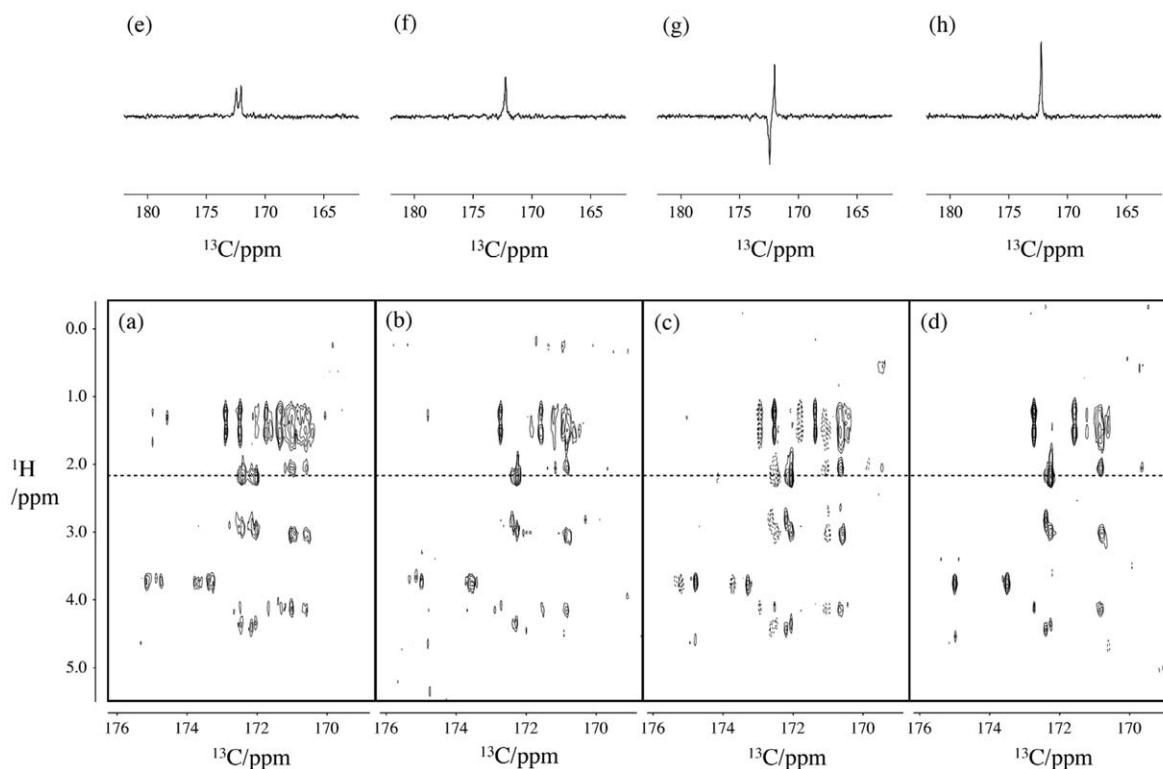 (e) (f) (g) (h)
180 175 170 165 180 175 170 165 180 175 170 165 180 175 170 165
¹³C/ppm ¹³C/ppm ¹³C/ppm ¹³C/ppm
(a) (b) (c) (d)
0.0
1.0
2.0
¹H
/ppm
3.0
4.0
5.0
176 174 172 170 176 174 172 170 176 174 172 170 176 174 172 170
¹³C/ppm ¹³C/ppm ¹³C/ppm ¹³C/ppm